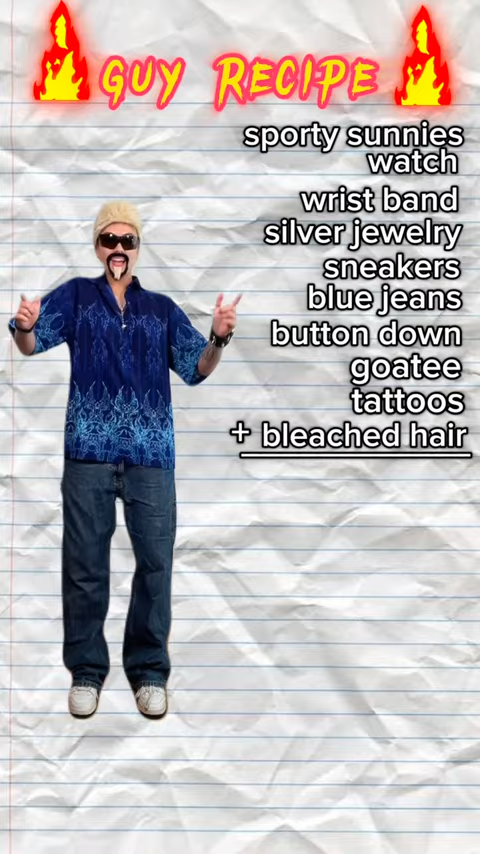 GUY RECIPE
sporty sunnies
watch
wrist band
silver jewelry
sneakers
blue jeans
button down
goatee
tattoos
+ bleached hair